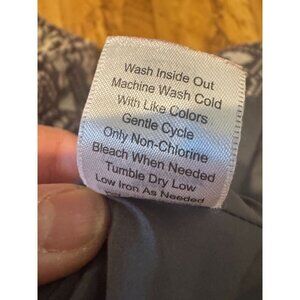 Wash Inside Out
Machine Wash Cold
With Like Colors
Gentle Cycle
Only Non-Chlorine
Bleach When Needed
Tumble Dry Low
Low Iron As Needed